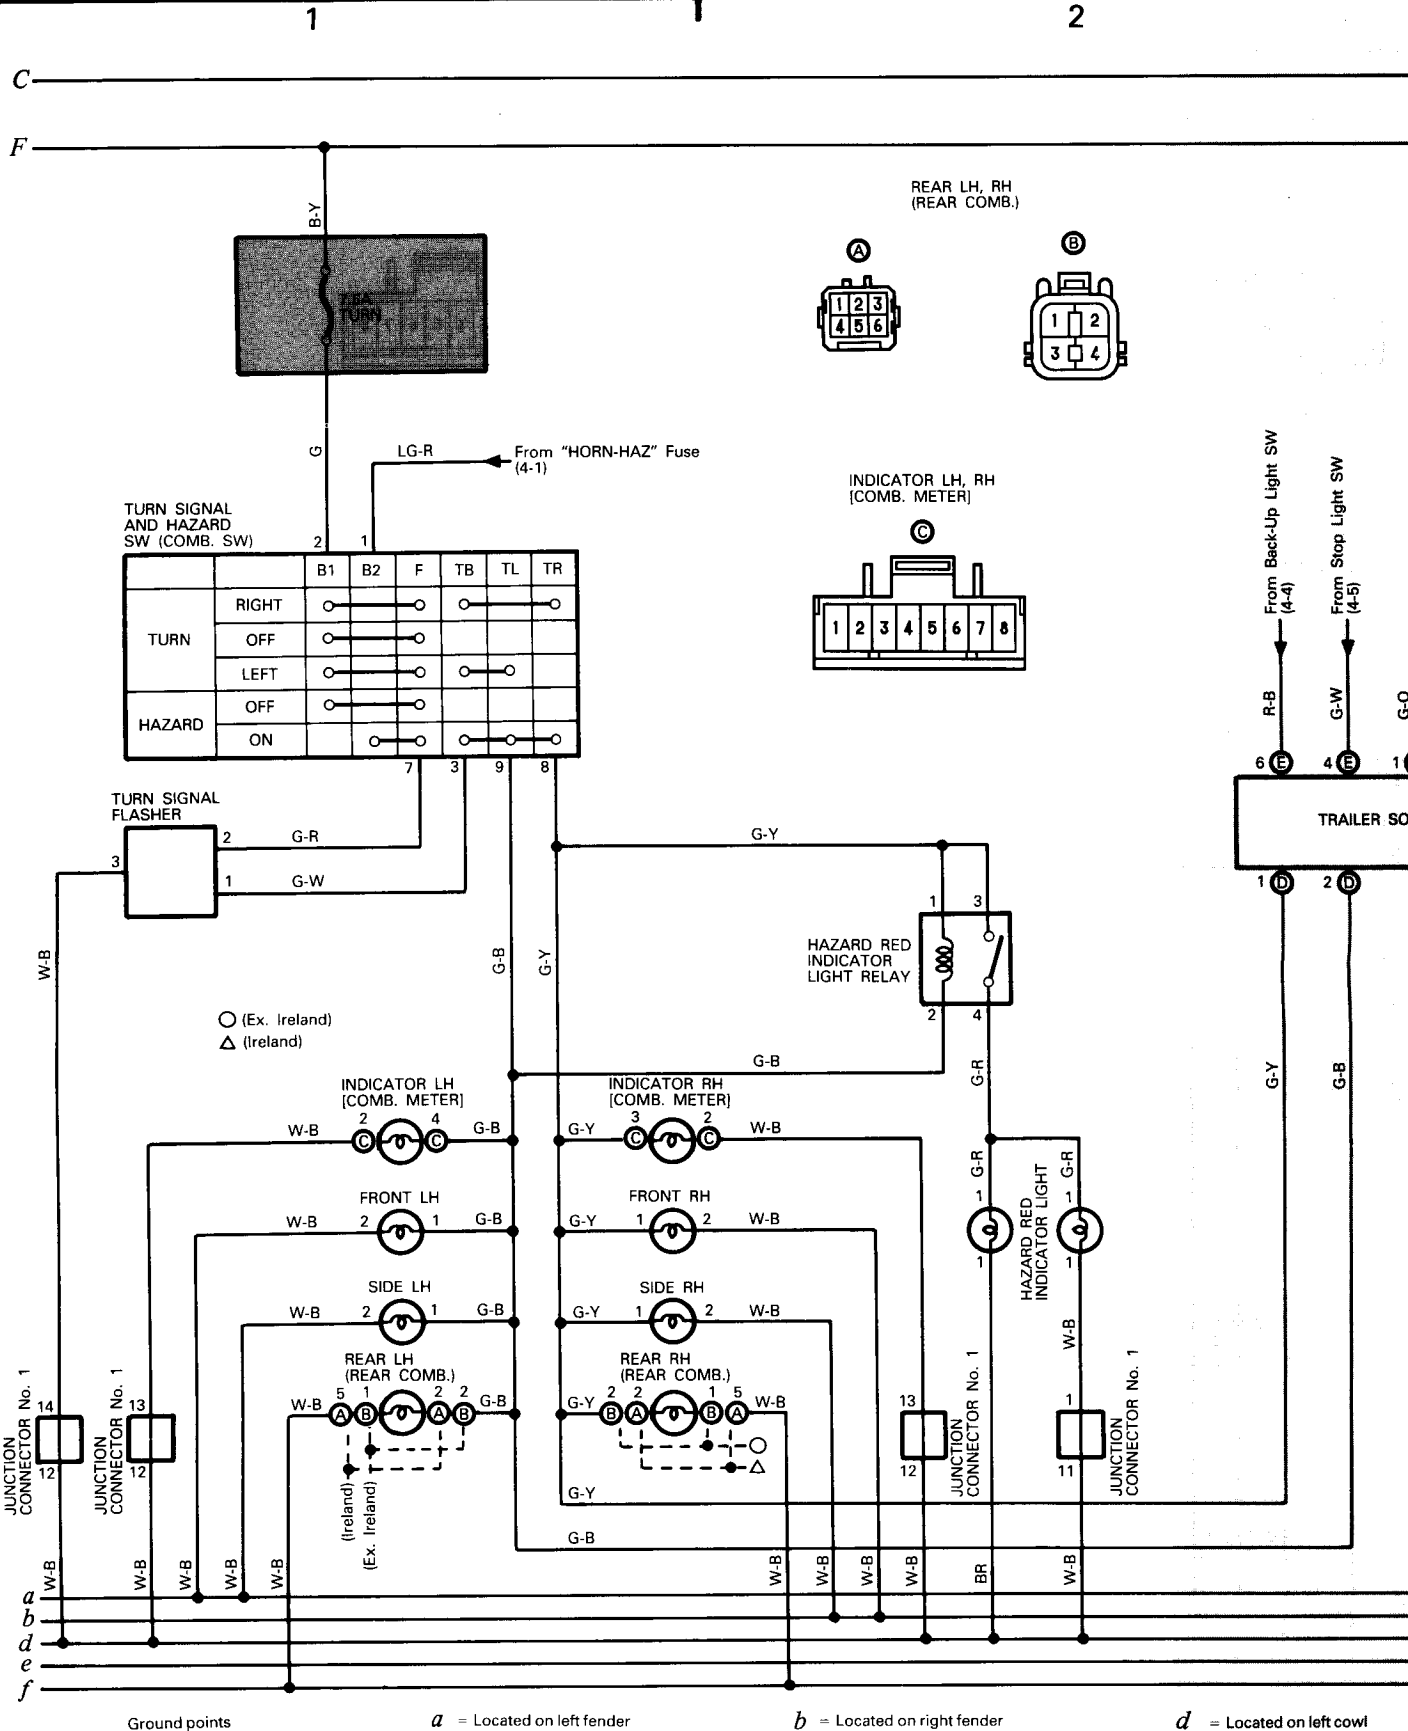 1
2
C
F
B-Y
REAR LH, RH
(REAR COMB.)
A
B
7.5A
TURN
1 2 3
4 5 6
1 2
3 4
G
LG-R
From "HORN-HAZ" Fuse
(4-1)
INDICATOR LH, RH
[COMB. METER]
C
1 2 3 4 5 6 7 8
From Back-Up Light SW
(4-4)
From Stop Light SW
(4-5)
R-B
G-W
TURN SIGNAL
AND HAZARD
SW (COMB. SW)
2
1
B1 B2 F TB TL TR
TURN
RIGHT
OFF
LEFT
HAZARD
OFF
ON
7 3 9 8
6 E
4 E
1
TRAILER SO
1 D
2 D
TURN SIGNAL
FLASHER
3
2
1
G-R
G-W
G-Y
1 3
HAZARD RED
INDICATOR
LIGHT RELAY
2 4
W-B
G-B
G-Y
(Ex. Ireland)
(Ireland)
G-B
G-R
G-Y
G-B
INDICATOR LH
[COMB. METER]
INDICATOR RH
[COMB. METER]
W-B
2
C
4
C
G-B
G-Y
3
C
2
C
W-B
G-R
G-R
FRONT LH
FRONT RH
W-B 2 1 G-B
G-Y 1 2 W-B
1
1
HAZARD RED
INDICATOR LIGHT
1
1
SIDE LH
SIDE RH
W-B 2 1 G-B
G-Y 1 2 W-B
W-B
REAR LH
(REAR COMB.)
REAR RH
(REAR COMB.)
W-B
5 1 2 2
A B A B
G-B
G-Y
2 2 1 5
B A B A
W-B
14
12
JUNCTION
CONNECTOR No. 1
13
12
JUNCTION
CONNECTOR No. 1
13
12
JUNCTION
CONNECTOR No. 1
1
11
JUNCTION
CONNECTOR No. 1
(Ireland)
(Ex. Ireland)
G-Y
G-B
W-B
W-B
W-B
W-B
W-B
W-B
W-B
W-B
W-B
BR
W-B
a
b
d
e
f
Ground points
a = Located on left fender
b = Located on right fender
d = Located on left cowl